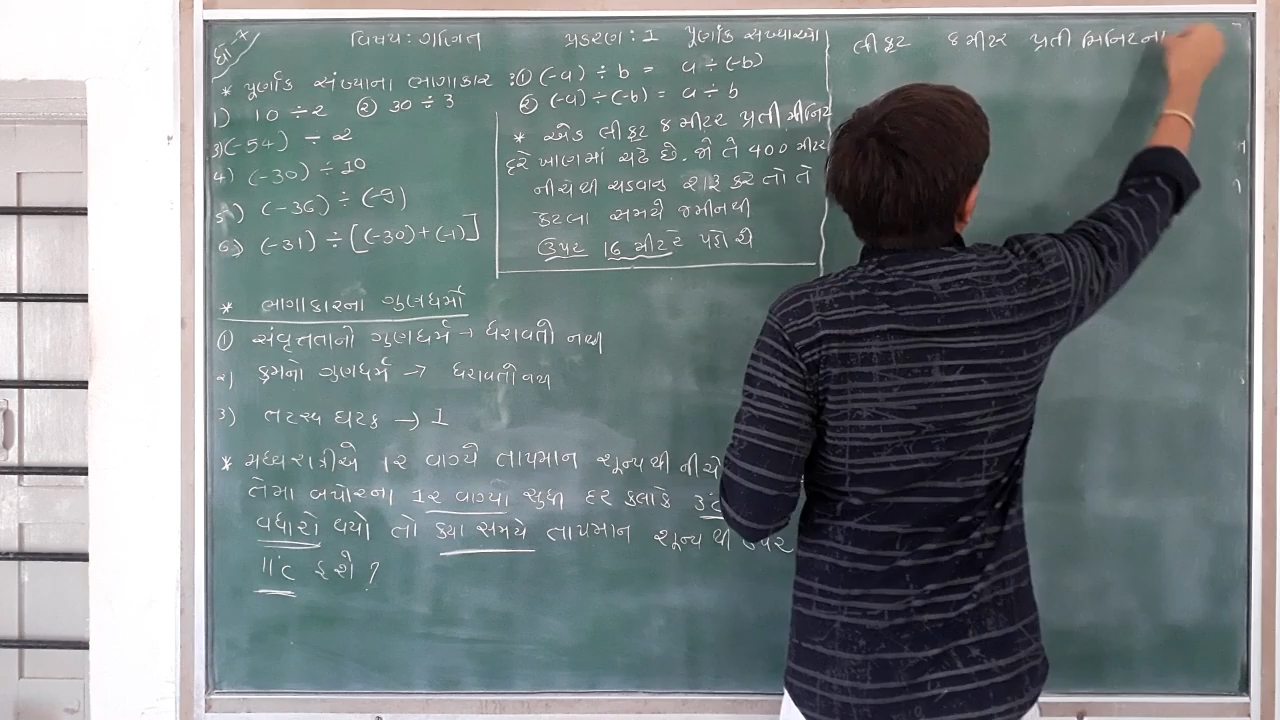 ધો-૭
વિષય: ગણિત પ્રકરણ: 1 પૂર્ણાંક સંખ્યાઓ
* પૂર્ણાંક સંખ્યાના ભાગાકાર :
1) 10 ÷ 2 ② 30 ÷ 3
3) (-54) ÷ 2
4) (-30) ÷ 10
5) (-36) ÷ (-9)
6) (-31) ÷ [(-30) + (-1)]
① (-a) ÷ b = a ÷ (-b)
② (-a) ÷ (-b) = a ÷ b
* એક લીફ્ટ 8 મીટર પ્રતી મીનિટ
દરે ખાણમાં ચઢે છે. જો તે 400 મીટર
નીચેથી ચડવાનુ શરૂ કરે તો તે
કેટલા સમયે જમીનથી
ઉપર 16 મીટરે પહોચે
* ભાગાકારના ગુણધર્મો
① સંવૃત્તતાનો ગુણધર્મ → ધરાવતી નથી
2) ક્રમનો ગુણધર્મ → ધરાવતી નથી
3) તટસ્થ ઘટક → 1
* મધ્યરાત્રીએ 12 વાગ્યે તાપમાન શૂન્યથી નીચે
તેમા બપોરના 12 વાગ્યા સુધી દર કલાકે 3°
વધારો થયો તો ક્યા સમયે તાપમાન શૂન્ય થી ઉપર
11°c હશે ?
લીફ્ટ 8 મીટર પ્રતી મિનિટના